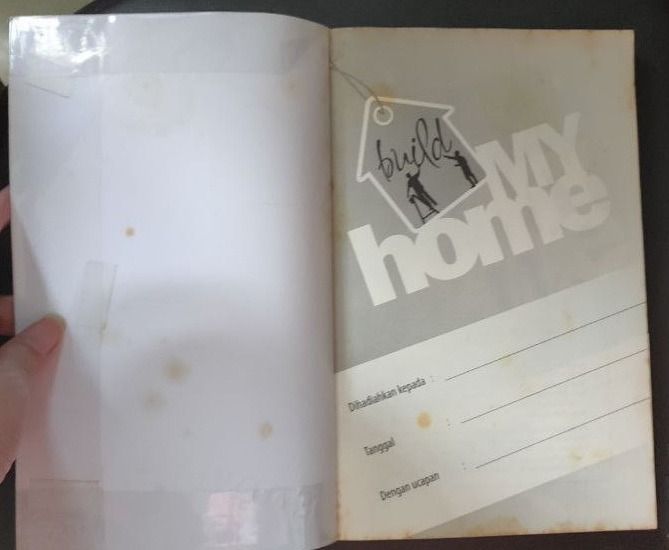 build
MY
home
Dihadiahkan kepada :
Tanggal :
Dengan ucapan :